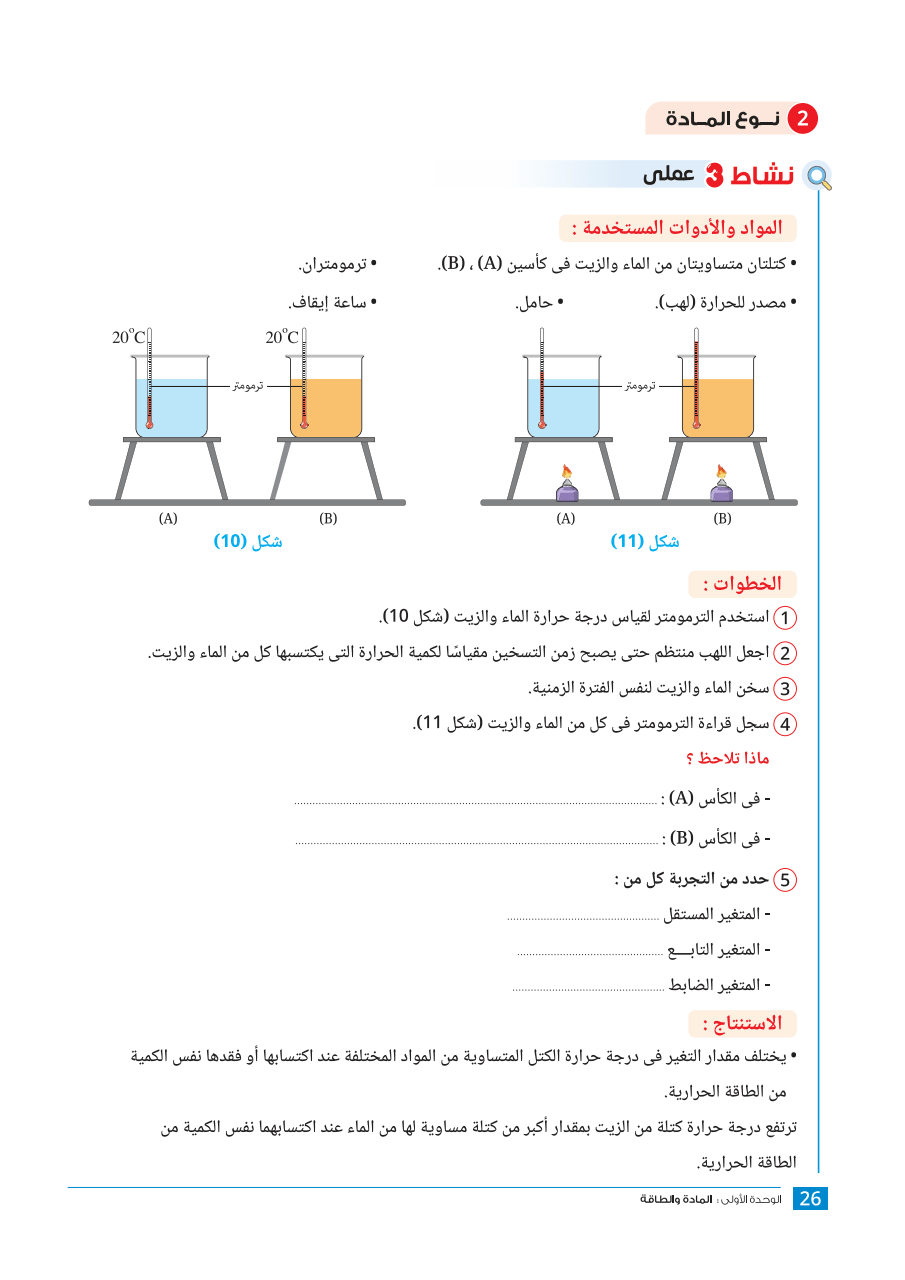 2 نـــوع المــادة
نشاط 3 عملى
المواد والأدوات المستخدمة :
• كتلتان متساويتان من الماء والزيت فى كأسين (A) ، (B).
• ترمومتران.
• مصدر للحرارة (لهب).
• حامل.
• ساعة إيقاف.
20°C
20°C
ترمومتر
ترمومتر
(A)
(B)
(A)
(B)
شكل (10)
شكل (11)
الخطوات :
1 استخدم الترمومتر لقياس درجة حرارة الماء والزيت (شكل 10).
2 اجعل اللهب منتظم حتى يصبح زمن التسخين مقياسًا لكمية الحرارة التى يكتسبها كل من الماء والزيت.
3 سخن الماء والزيت لنفس الفترة الزمنية.
4 سجل قراءة الترمومتر فى كل من الماء والزيت (شكل 11).
ماذا تلاحظ ؟
- فى الكأس (A) : ........................................................
- فى الكأس (B) : ........................................................
5 حدد من التجربة كل من :
- المتغير المستقل ........................................
- المتغير التابـــع ........................................
- المتغير الضابط ........................................
الاستنتاج :
• يختلف مقدار التغير فى درجة حرارة الكتل المتساوية من المواد المختلفة عند اكتسابها أو فقدها نفس الكمية
من الطاقة الحرارية.
ترتفع درجة حرارة كتلة من الزيت بمقدار أكبر من كتلة مساوية لها من الماء عند اكتسابهما نفس الكمية من
الطاقة الحرارية.
26 الوحدة الأولى : المادة والطاقة